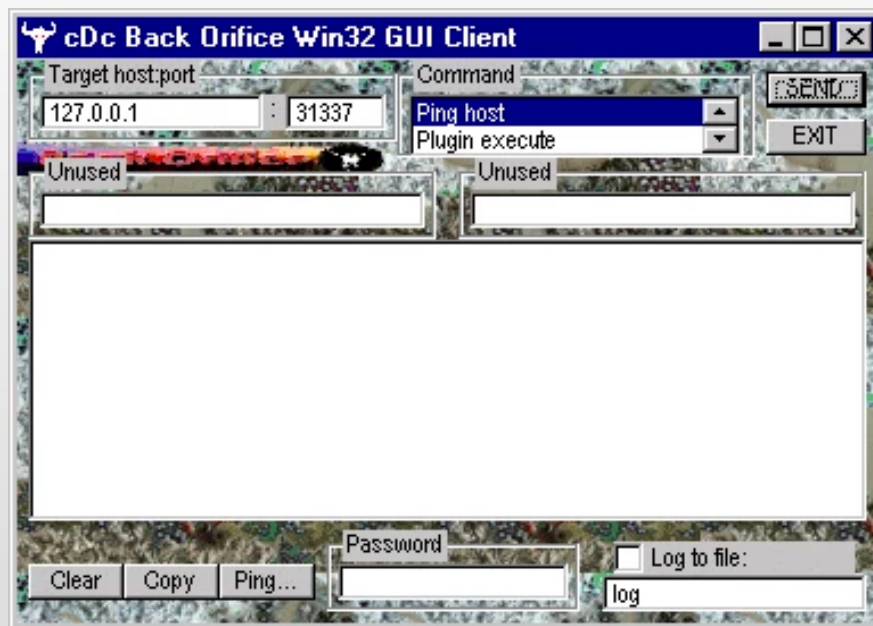 cDc Back Orifice Win32 GUI Client
Target host:port
Command
127.0.0.1 : 31337
Ping host
Plugin execute
SEND
EXIT
Unused
Unused
Clear
Copy
Ping...
Password
Log to file:
log